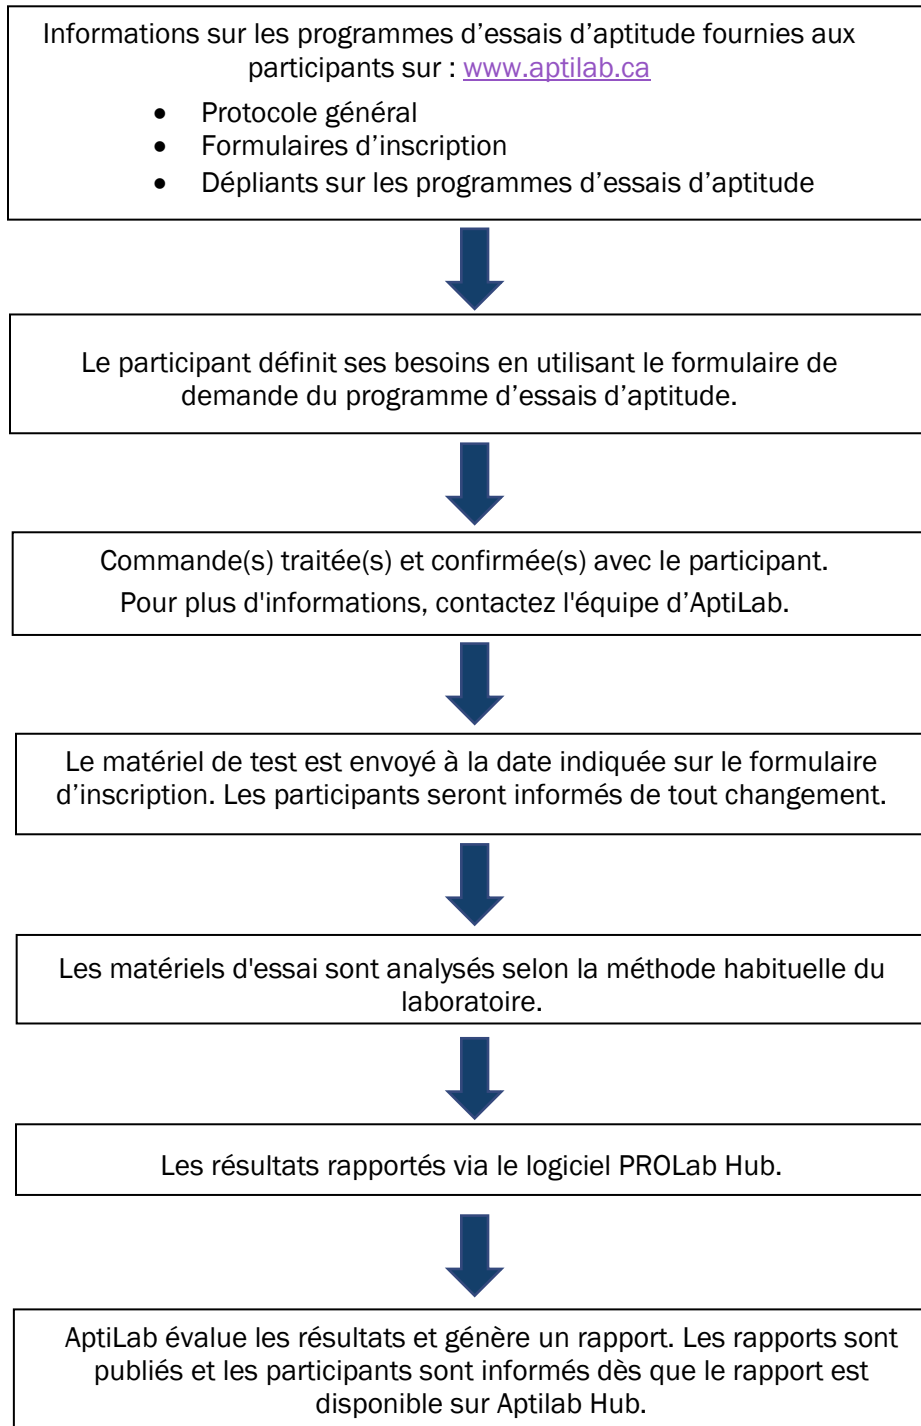 Informations sur les programmes d’essais d’aptitude fournies aux
participants sur : www.aptilab.ca
• Protocole général
• Formulaires d’inscription
• Dépliants sur les programmes d’essais d’aptitude
Le participant définit ses besoins en utilisant le formulaire de
demande du programme d’essais d’aptitude.
Commande(s) traitée(s) et confirmée(s) avec le participant.
Pour plus d'informations, contactez l'équipe d’AptiLab.
Le matériel de test est envoyé à la date indiquée sur le formulaire
d’inscription. Les participants seront informés de tout changement.
Les matériels d'essai sont analysés selon la méthode habituelle du
laboratoire.
Les résultats rapportés via le logiciel PROLab Hub.
AptiLab évalue les résultats et génère un rapport. Les rapports sont
publiés et les participants sont informés dès que le rapport est
disponible sur Aptilab Hub.